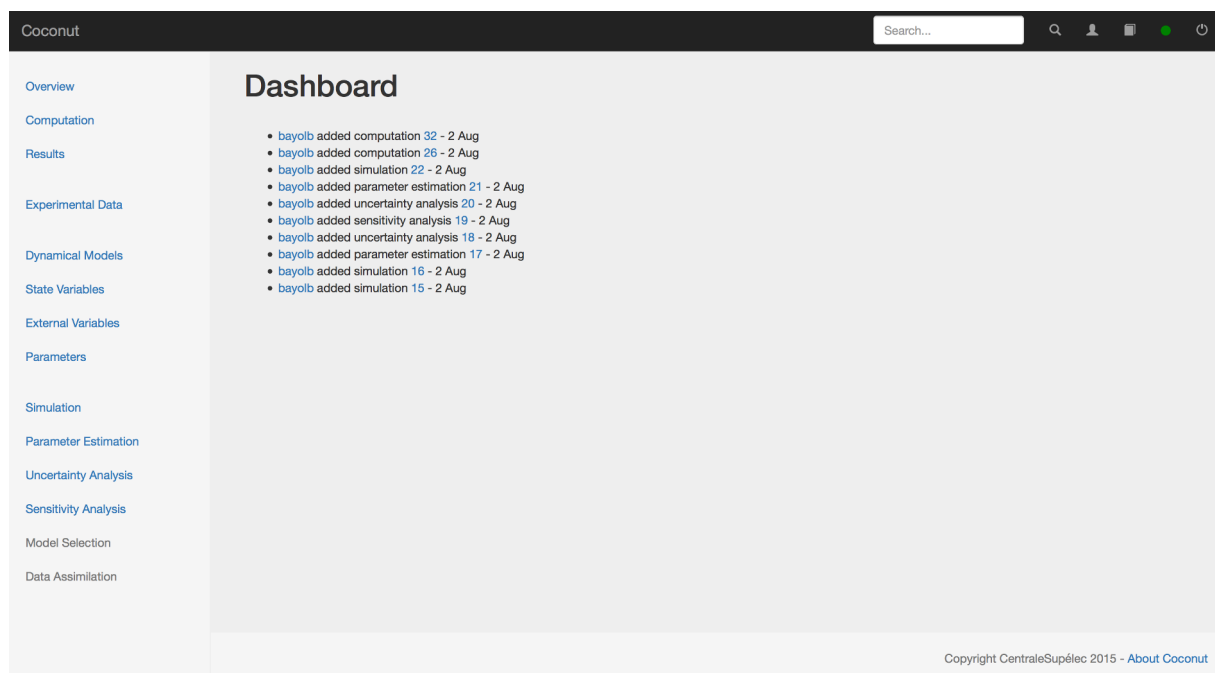 Coconut
Search...
Overview
Computation
Results
Experimental Data
Dynamical Models
State Variables
External Variables
Parameters
Simulation
Parameter Estimation
Uncertainty Analysis
Sensitivity Analysis
Model Selection
Data Assimilation
Dashboard
• bayolb added computation 32 - 2 Aug
• bayolb added computation 26 - 2 Aug
• bayolb added simulation 22 - 2 Aug
• bayolb added parameter estimation 21 - 2 Aug
• bayolb added uncertainty analysis 20 - 2 Aug
• bayolb added sensitivity analysis 19 - 2 Aug
• bayolb added uncertainty analysis 18 - 2 Aug
• bayolb added parameter estimation 17 - 2 Aug
• bayolb added simulation 16 - 2 Aug
• bayolb added simulation 15 - 2 Aug
Copyright CentraleSupélec 2015 - About Coconut